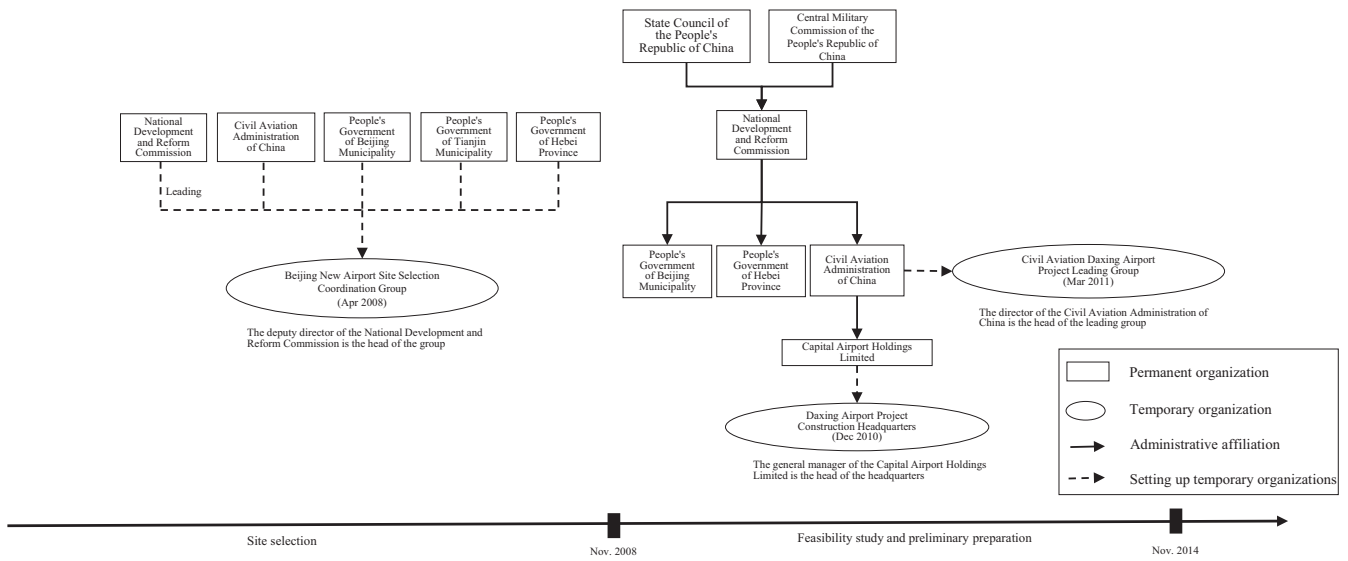 State Council of
the People's
Republic of China
Central Military
Commission of the
People's Republic of
China
National
Development
and Reform
Commission
Civil Aviation
Administration
of China
People's
Government
of Beijing
Municipality
People's
Government
of Tianjin
Municipality
People's
Government
of Hebei
Province
Leading
Beijing New Airport Site Selection
Coordination Group
(Apr 2008)
The deputy director of the National Development and
Reform Commission is the head of the group
National
Development
and Reform
Commission
People's
Government
of Beijing
Municipality
People's
Government
of Hebei
Province
Civil Aviation
Administration
of China
Civil Aviation Daxing Airport
Project Leading Group
(Mar 2011)
The director of the Civil Aviation Administration of
China is the head of the leading group
Capital Airport Holdings
Limited
Daxing Airport Project
Construction Headquarters
(Dec 2010)
The general manager of the Capital Airport Holdings
Limited is the head of the headquarters
Permanent organization
Temporary organization
Administrative affiliation
Setting up temporary organizations
Site selection
Nov. 2008
Feasibility study and preliminary preparation
Nov. 2014